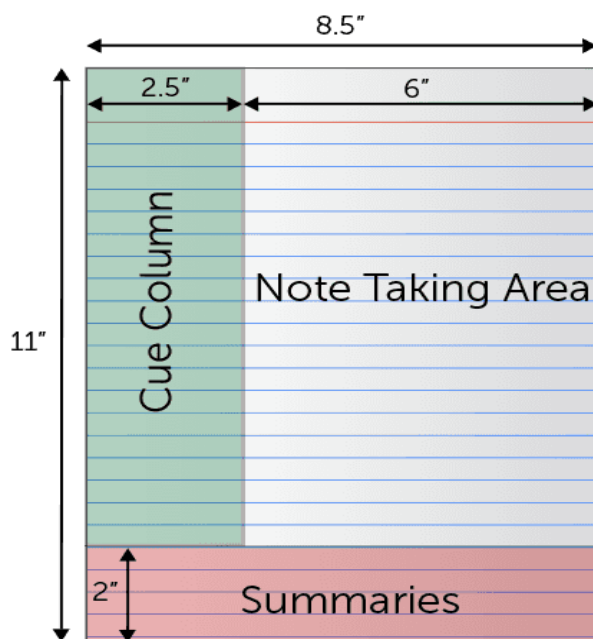 8.5”
2.5”
6”
Cue Column
Note Taking Area
11”
2”
Summaries